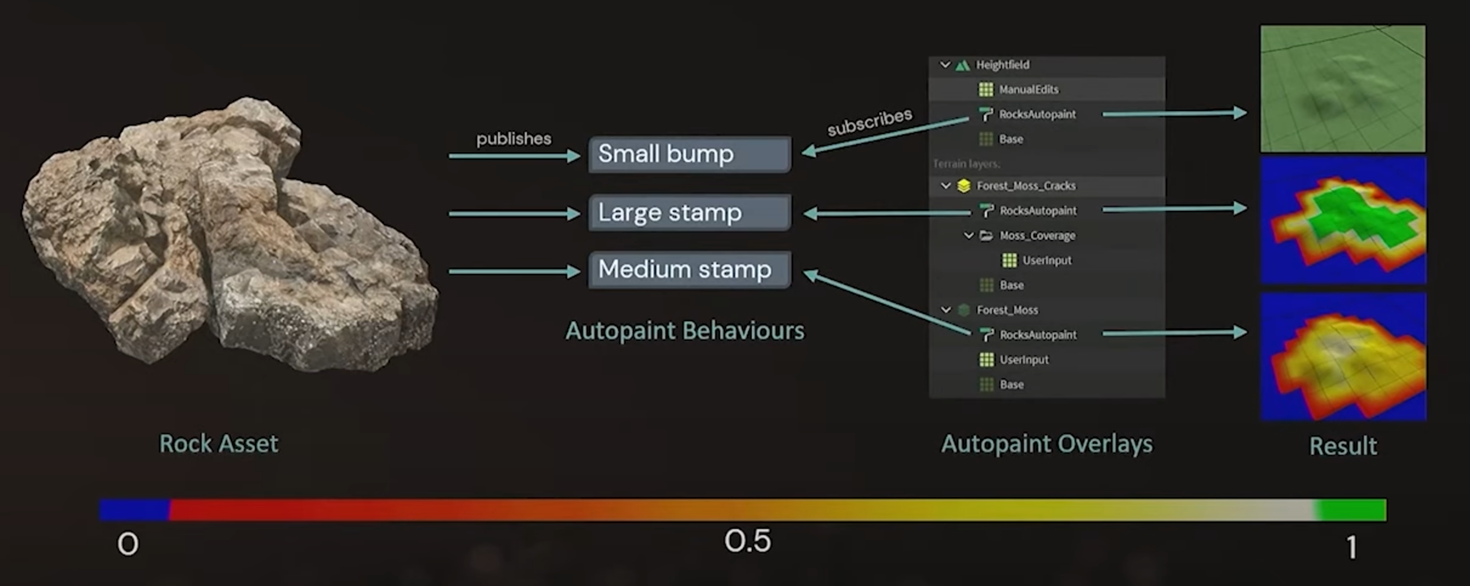 publishes
subscribes
Small bump
Large stamp
Medium stamp
Autopaint Behaviours
Heightfield
ManualEdits
RocksAutopaint
Base
Terrain layers:
Forest_Moss_Cracks
RocksAutopaint
Moss_Coverage
UserInput
Base
Forest_Moss
RocksAutopaint
UserInput
Base
Rock Asset
Autopaint Overlays
Result
0
0.5
1